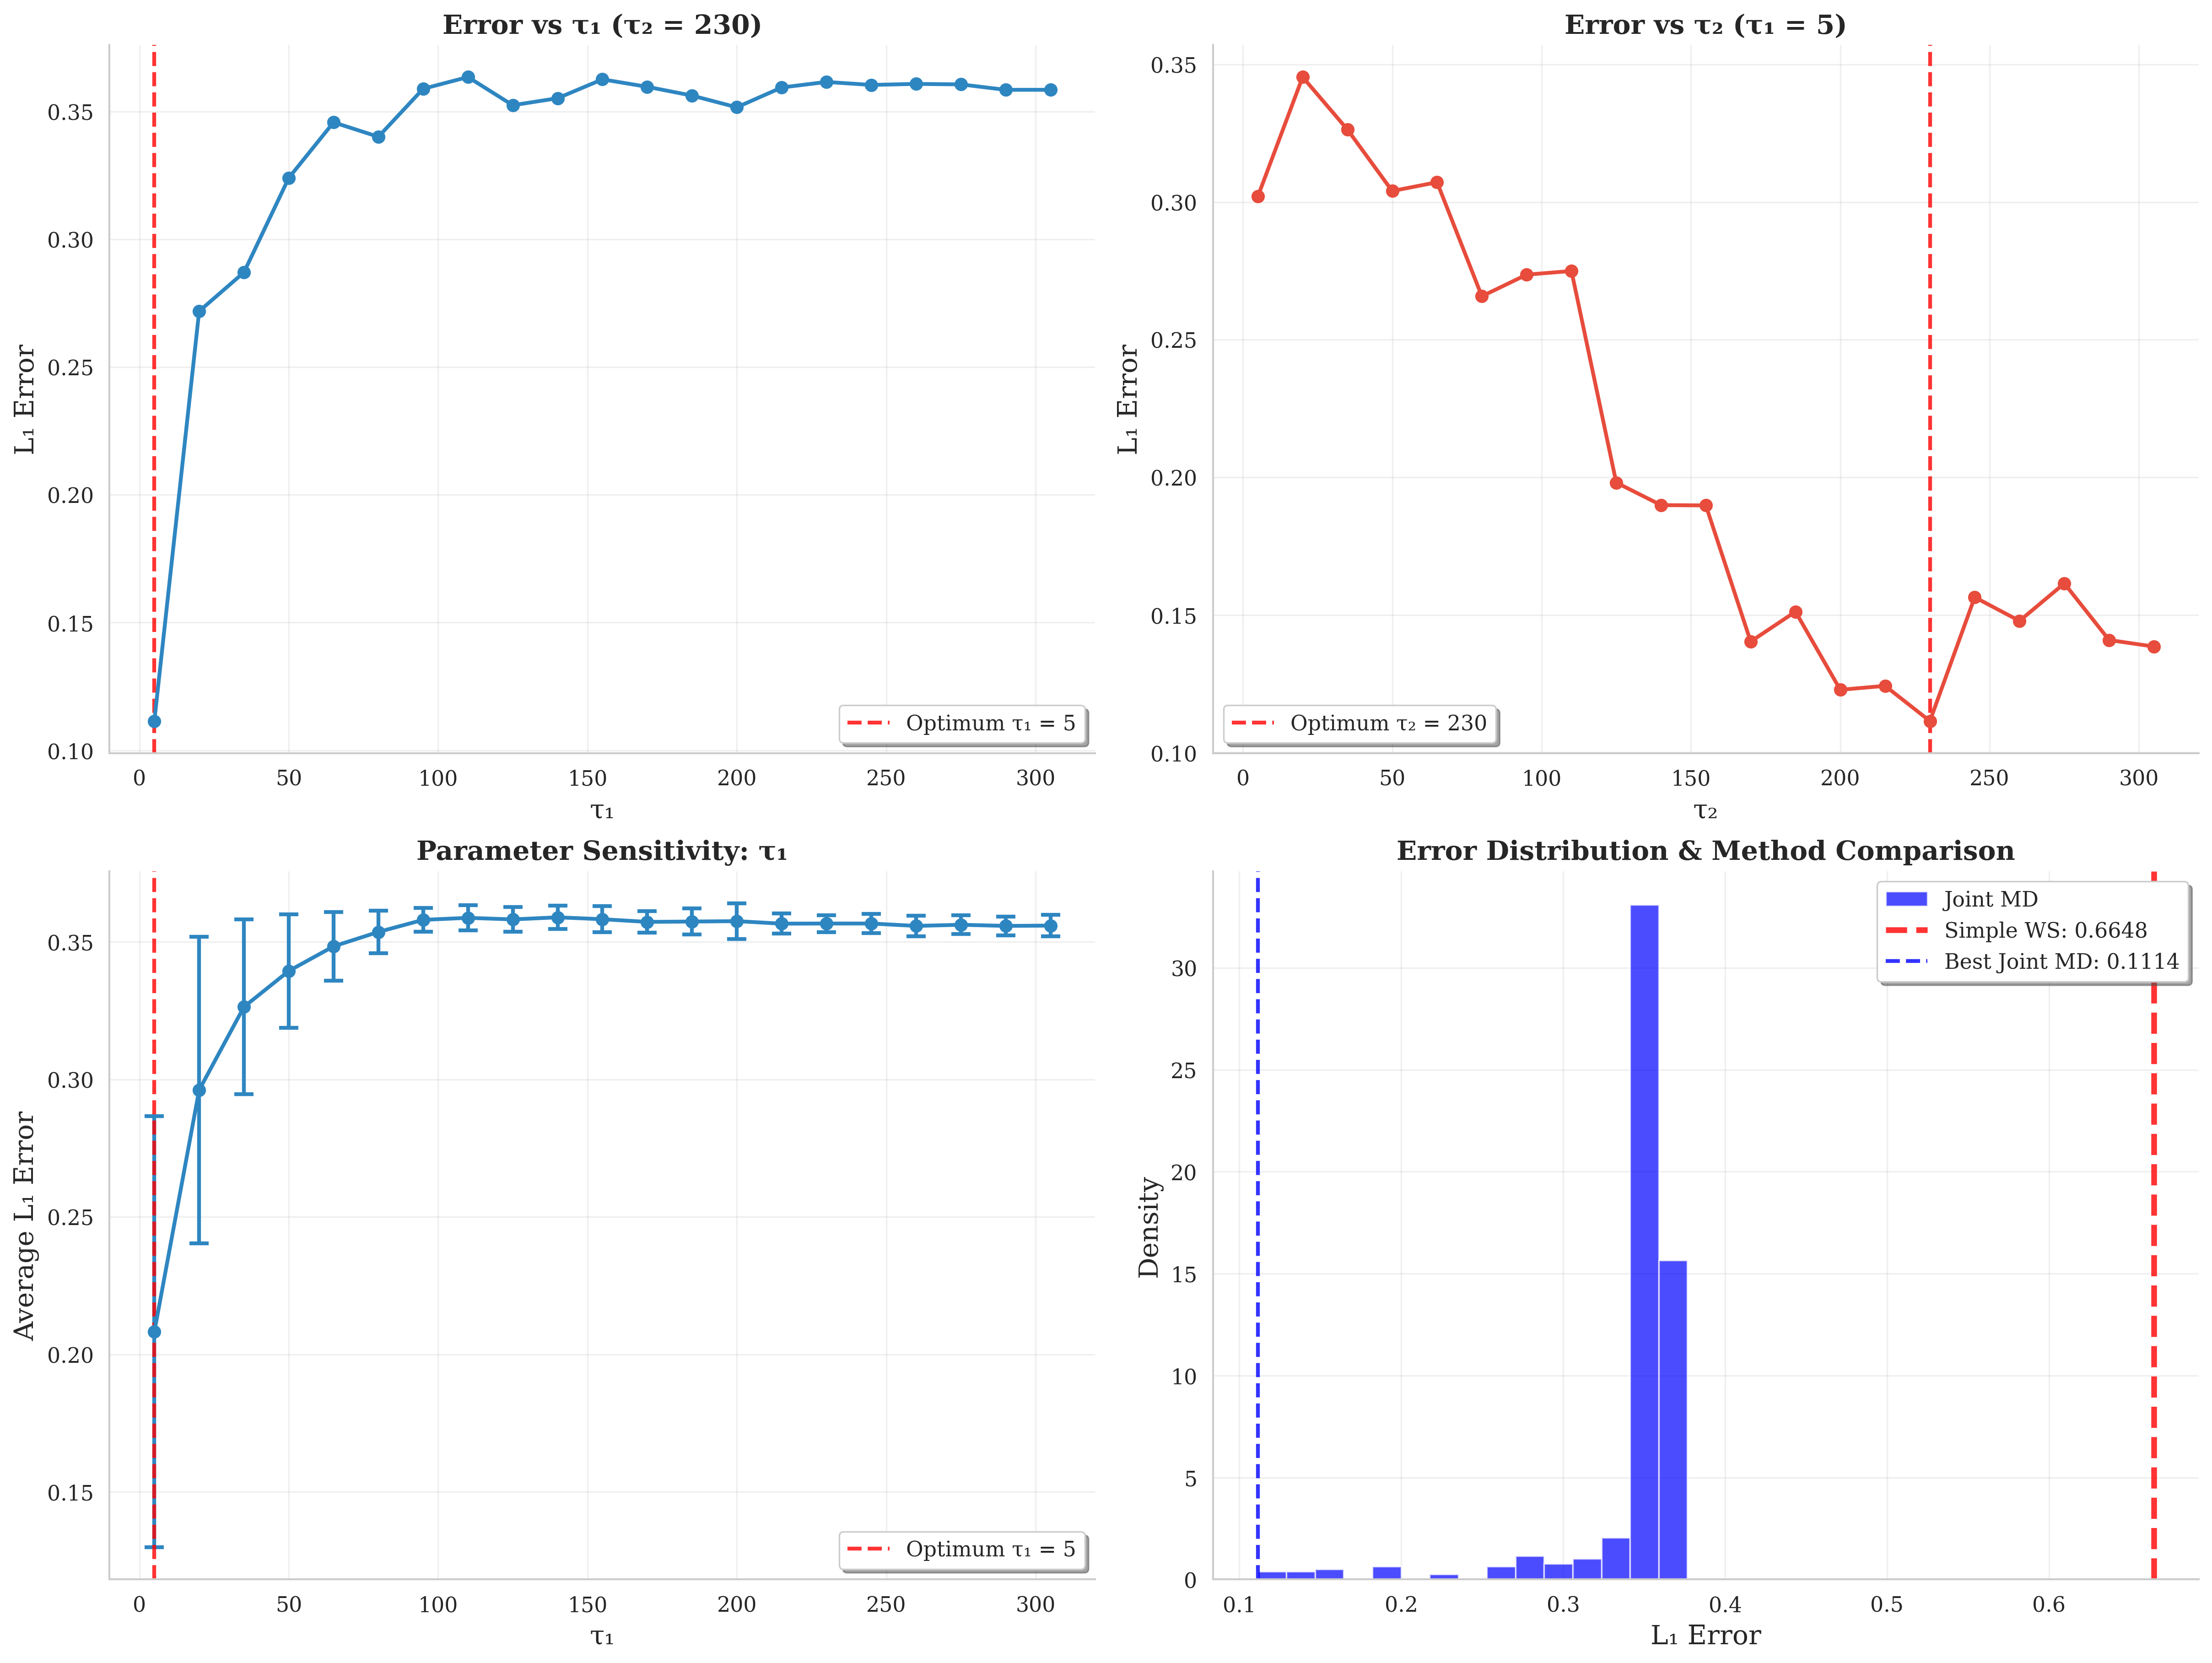 Error vs τ₁ (τ₂ = 230)
L₁ Error
0.35
0.30
0.25
0.20
0.15
0.10
0 50 100 150 200 250 300
τ₁
Optimum τ₁ = 5
Error vs τ₂ (τ₁ = 5)
L₁ Error
0.35
0.30
0.25
0.20
0.15
0.10
0 50 100 150 200 250 300
τ₂
Optimum τ₂ = 230
Parameter Sensitivity: τ₁
Average L₁ Error
0.35
0.30
0.25
0.20
0.15
0 50 100 150 200 250 300
τ₁
Optimum τ₁ = 5
Error Distribution & Method Comparison
Density
30
25
20
15
10
5
0
0.1 0.2 0.3 0.4 0.5 0.6
L₁ Error
Joint MD
Simple WS: 0.6648
Best Joint MD: 0.1114